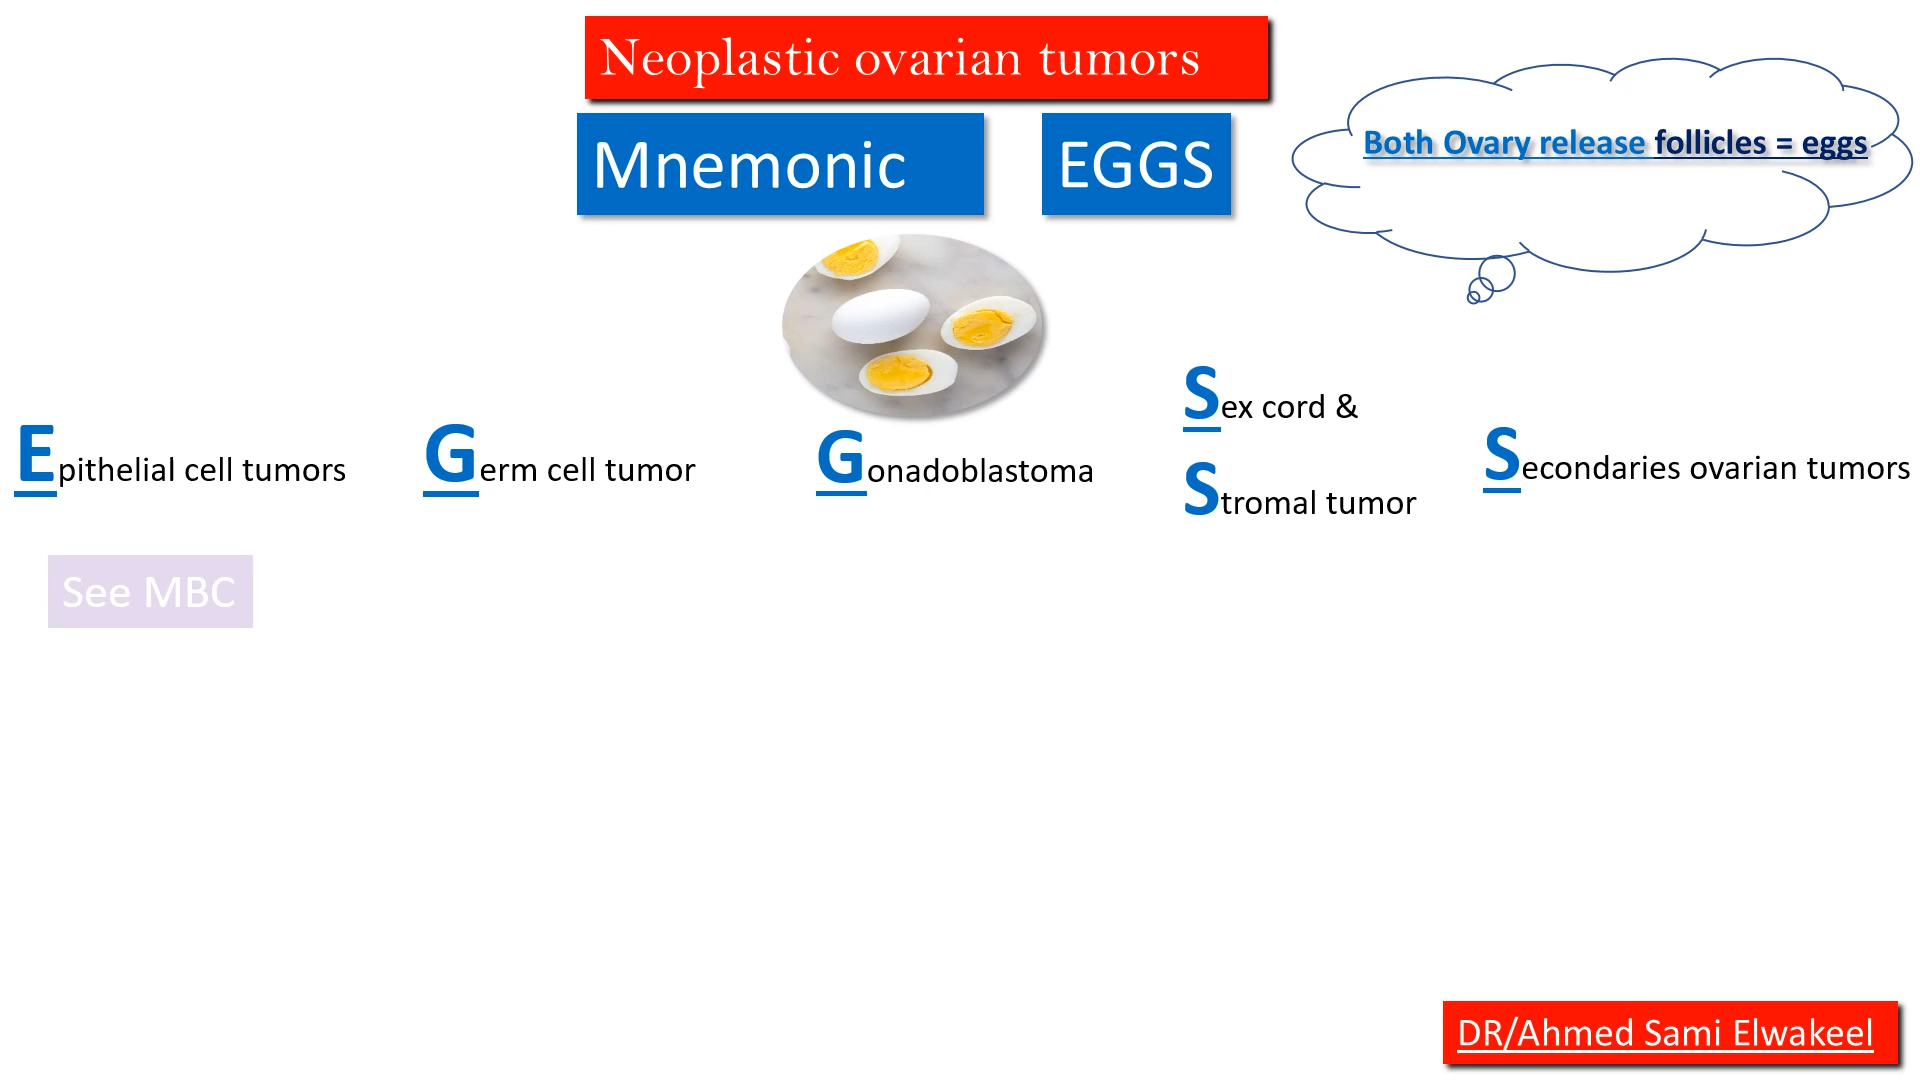 Neoplastic ovarian tumors
Mnemonic
EGGS
Both Ovary release follicles = eggs
Epithelial cell tumors
Germ cell tumor
Gonadoblastoma
Sex cord &
Stromal tumor
Secondaries ovarian tumors
See MBC
DR/Ahmed Sami Elwakeel